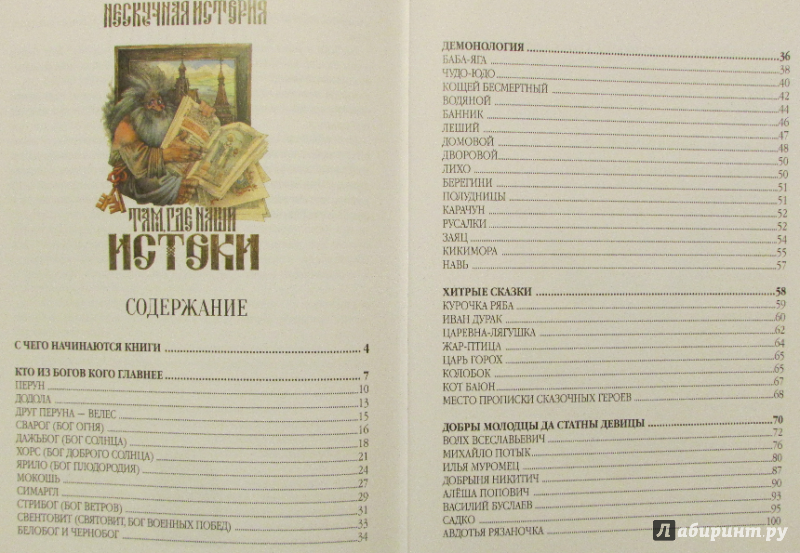 НЕСКУЧНАЯ ИСТОРИЯ
ТАМ, ГДЕ НАШИ
ИСТОКИ
СОДЕРЖАНИЕ
С ЧЕГО НАЧИНАЮТСЯ КНИГИ 4
КТО ИЗ БОГОВ КОГО ГЛАВНЕЕ 7
ПЕРУН 10
ДОДОЛА 13
ДРУГ ПЕРУНА — ВЕЛЕС 15
СВАРОГ (БОГ ОГНЯ) 16
ДАЖЬБОГ (БОГ СОЛНЦА) 18
ХОРС (БОГ ДОБРОГО СОЛНЦА) 21
ЯРИЛО (БОГ ПЛОДОРОДИЯ) 24
МОКОШЬ 27
СИМАРГЛ 29
СТРИБОГ (БОГ ВЕТРОВ) 31
СВЕНТОВИТ (СВЯТОВИТ, БОГ ВОЕННЫХ ПОБЕД) 33
БЕЛОБОГ И ЧЕРНОБОГ 34
ДЕМОНОЛОГИЯ 36
БАБА-ЯГА 38
ЧУДО-ЮДО 40
КОЩЕЙ БЕСМЕРТНЫЙ 42
ВОДЯНОЙ 44
БАННИК 46
ЛЕШИЙ 47
ДОМОВОЙ 48
ДВОРОВОЙ 50
ЛИХО 50
БЕРЕГИНИ 51
ПОЛУДНИЦЫ 51
КАРАЧУН 52
РУСАЛКИ 52
ЗАЯЦ 54
КИКИМОРА 55
НАВЬ 57
ХИТРЫЕ СКАЗКИ 58
КУРОЧКА РЯБА 59
ИВАН ДУРАК 60
ЦАРЕВНА-ЛЯГУШКА 62
ЖАР-ПТИЦА 64
ЦАРЬ ГОРОХ 65
КОЛОБОК 65
КОТ БАЮН 67
МЕСТО ПРОПИСКИ СКАЗОЧНЫХ ГЕРОЕВ 68
ДОБРЫ МОЛОДЦЫ ДА СТАТНЫ ДЕВИЦЫ 70
ВОЛХ ВСЕСЛАВЬЕВИЧ 72
МИХАЙЛО ПОТЫК 76
ИЛЬЯ МУРОМЕЦ 80
ДОБРЫНЯ НИКИТИЧ 87
АЛЁША ПОПОВИЧ 90
ВАСИЛИЙ БУСЛАЕВ 93
САДКО 95
АВДОТЬЯ РЯЗАНОЧКА 100
Лабиринт.ру